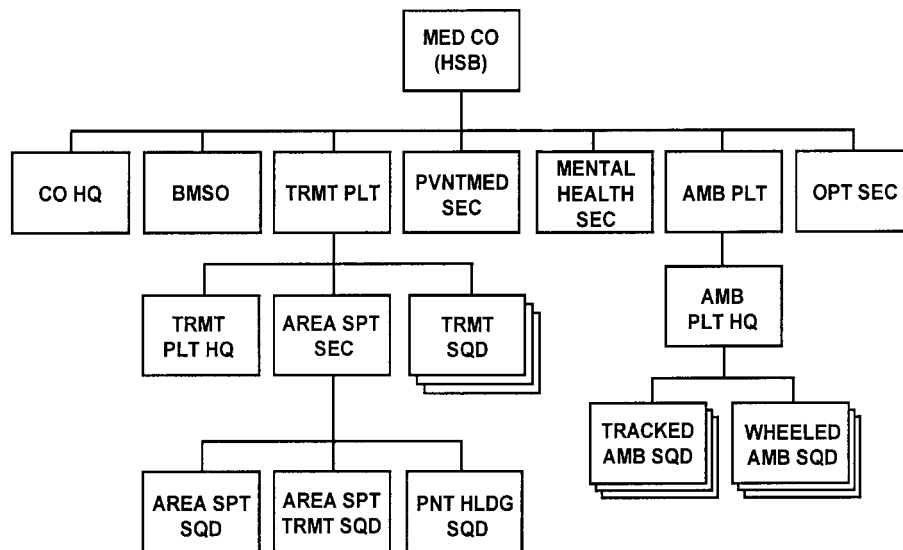 MED CO
(HSB)
CO HQ
BMSO
TRMT PLT
PVNTMED
SEC
MENTAL
HEALTH
SEC
AMB PLT
OPT SEC
TRMT
PLT HQ
AREA SPT
SEC
TRMT
SQD
AMB
PLT HQ
TRACKED
AMB SQD
WHEELED
AMB SQD
AREA SPT
SQD
AREA SPT
TRMT SQD
PNT HLDG
SQD